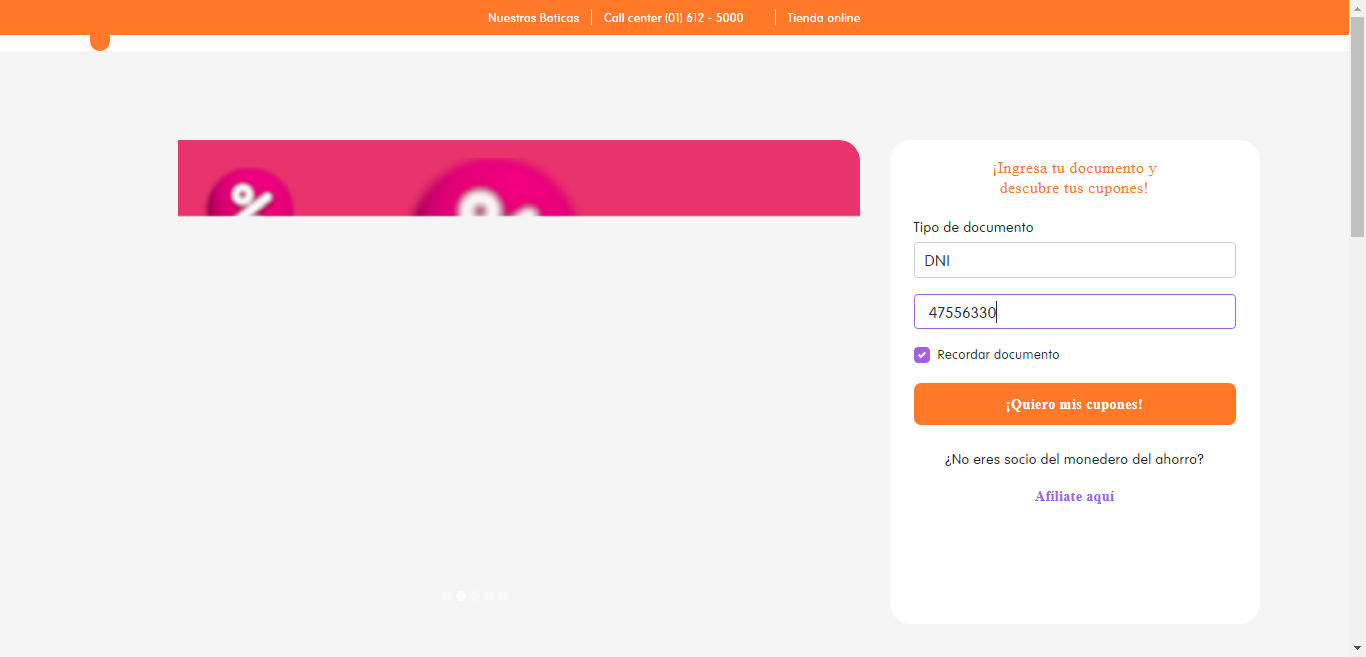 Nuestras Boticas
Call center (01) 612 - 5000
Tienda online
%
%
¡Ingresa tu documento y
descubre tus cupones!
Tipo de documento
DNI
47556330
Recordar documento
¡Quiero mis cupones!
¿No eres socio del monedero del ahorro?
Afíliate aquí